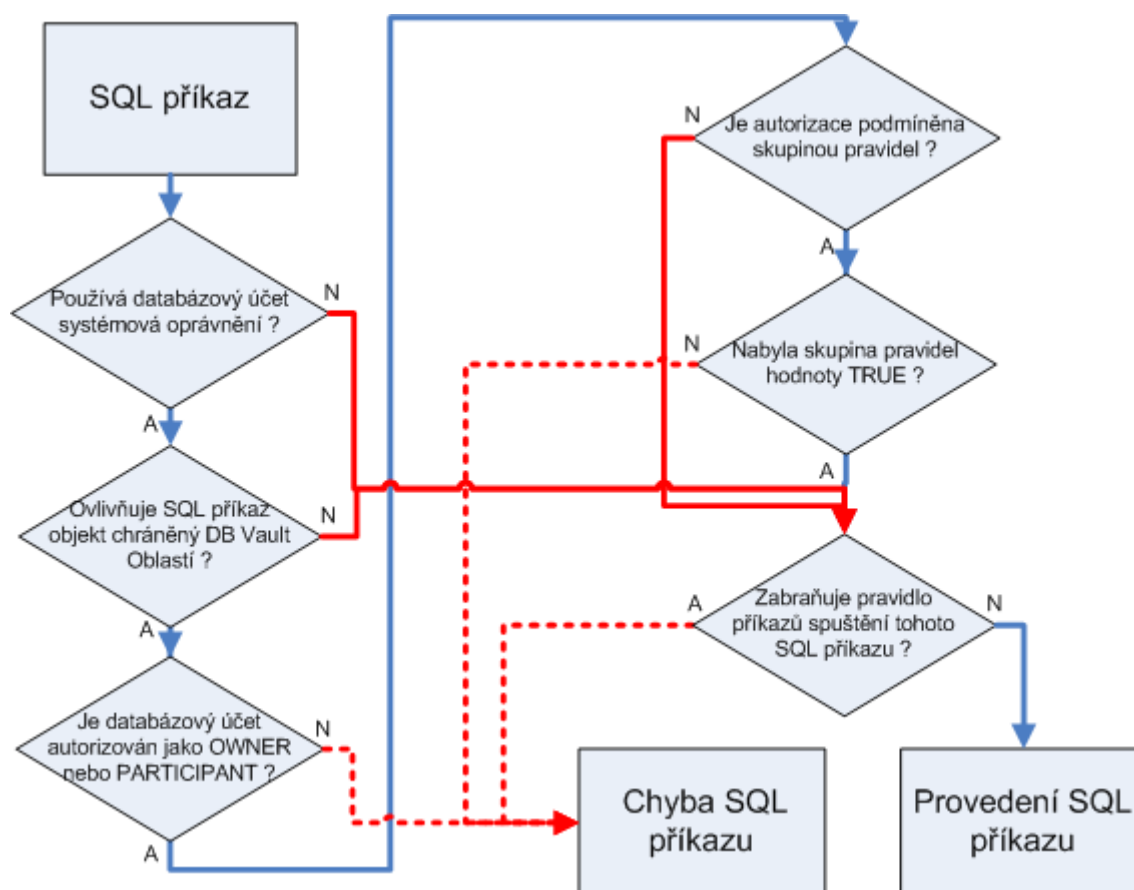 SQL příkaz
Používá databázový účet
systémová oprávnění ?
N
A
Ovlivňuje SQL příkaz
objekt chráněný DB Vault
Oblastí ?
N
A
Je databázový účet
autorizován jako OWNER
nebo PARTICIPANT ?
N
A
Je autorizace podmíněna
skupinou pravidel ?
N
A
Nabyla skupina pravidel
hodnoty TRUE ?
N
A
Zabraňuje pravidlo
příkazů spuštění tohoto
SQL příkazu ?
A
N
Chyba SQL
příkazu
Provedení SQL
příkazu